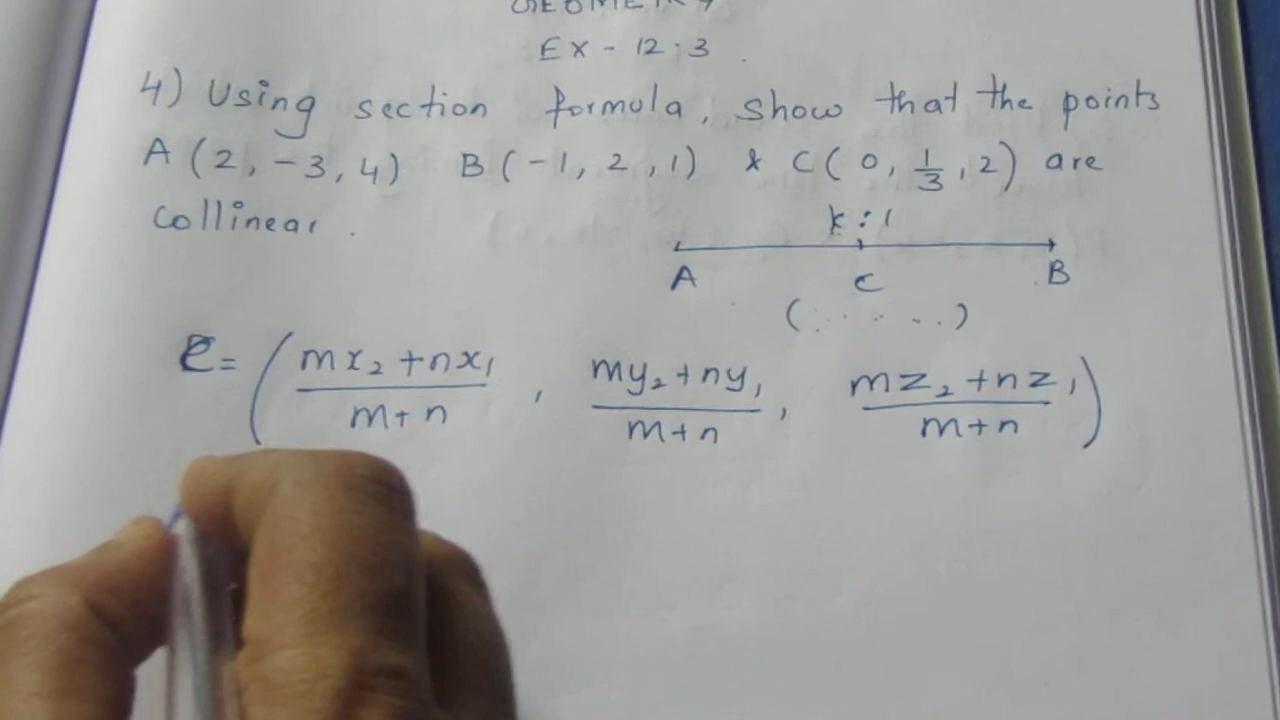 GEOMETRY
EX - 12.3
4) Using section formula, show that the points
A (2, -3, 4) B (-1, 2, 1) & C (0, 1/3, 2) are
collinear.
k : 1
A C B
(.....)
C = ( mx₂ + nx₁ / m+n , my₂ + ny₁ / m+n , mz₂ + nz₁ / m+n )